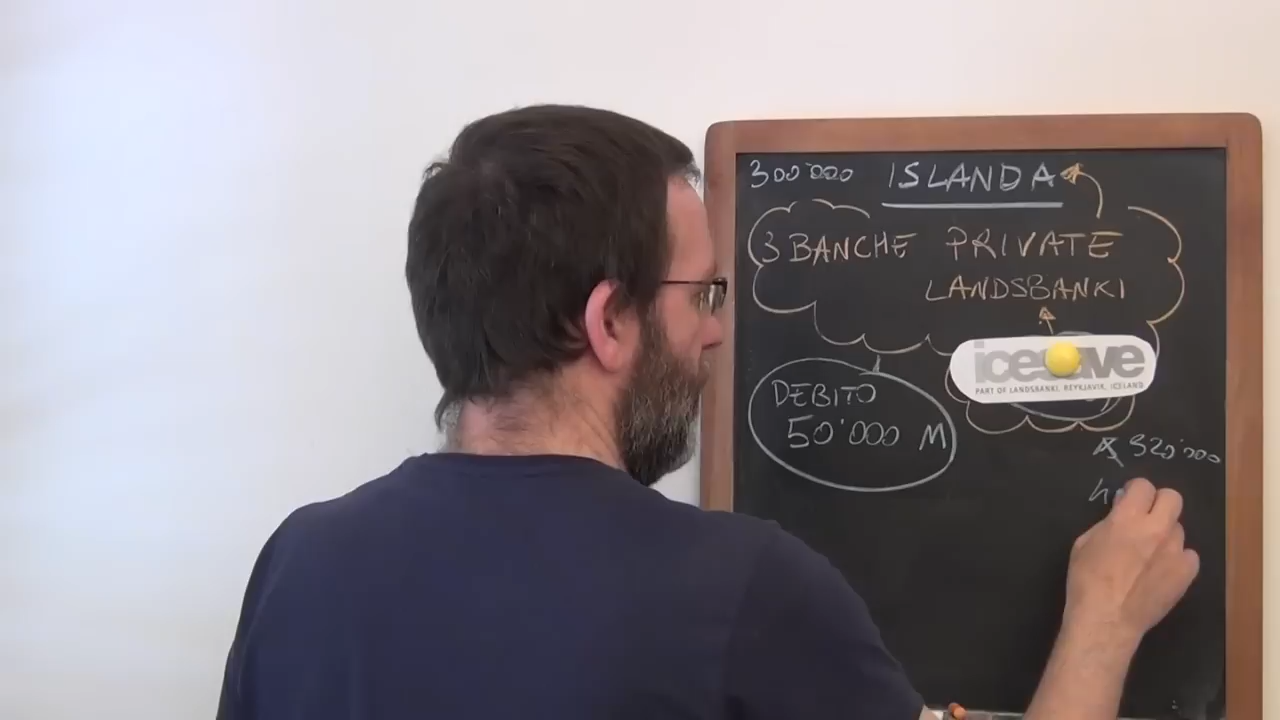 300'000 ISLANDA
3 BANCHE PRIVATE
LANDSBANKI
icesave
PART OF LANDSBANKI, REYKJAVIK, ICELAND
DEBITO
50'000 M
320'000